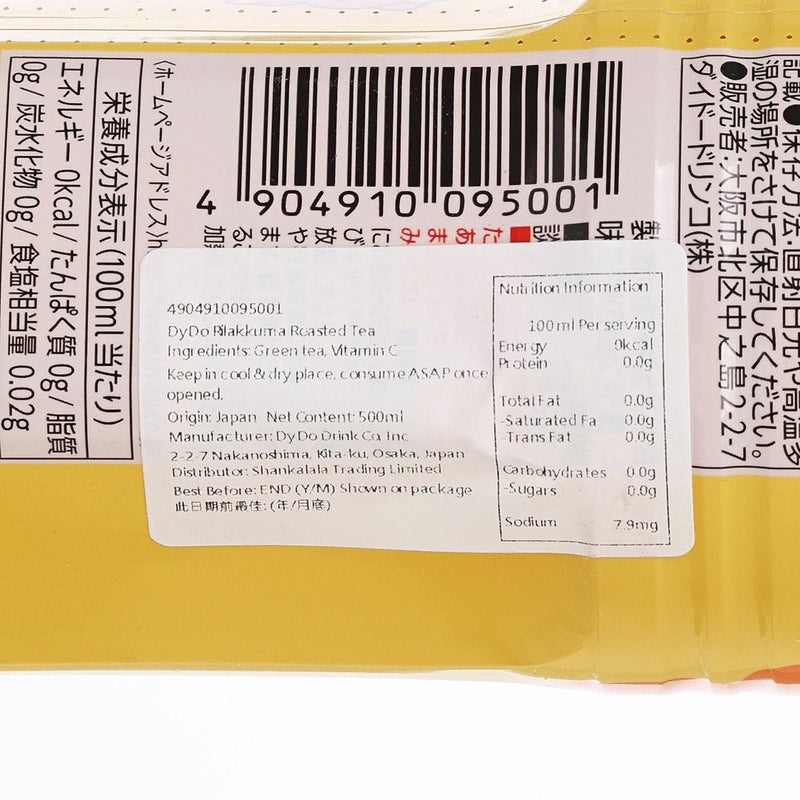 記載●保存方法:直射日光や高温多
湿の場所をさけて保存してください。
●販売者:大阪市北区中之島2-2-7
ダイドードリンコ(株)
4 904910 095001
〈ホームページアドレス〉h
栄養成分表示(100ml当たり)
エネルギー 0kcal/たんぱく質 0g/脂質
0g/炭水化物 0g/食塩相当量 0.02g
4904910095001
DyDo Rilakkuma Roasted Tea
Ingredients: Green tea, Vitamin C
Keep in cool & dry place, consume ASAP once
opened.
Origin: Japan Net Content: 500ml
Manufacturer: DyDo Drink Co. Inc
2-2-7 Nakanoshima, Kita-ku, Osaka, Japan
Distributor: Shankalala Trading Limited
Best Before: END (Y/M) Shown on package
此日期前最佳: (年/月底)
Nutrition Information
100ml Per serving
Energy 0kcal
Protein 0.0g
Total Fat 0.0g
-Saturated Fa 0.0g
-Trans Fat 0.0g
Carbohydrates 0.0g
-Sugars 0.0g
Sodium 7.9mg